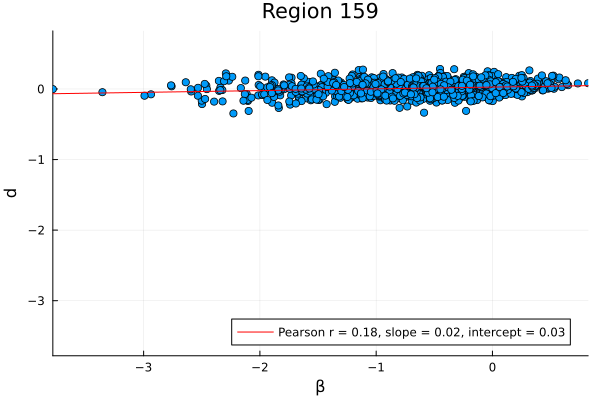 Region 159
d
0
−1
−2
−3
Pearson r = 0.18, slope = 0.02, intercept = 0.03
−3
−2
−1
0
β